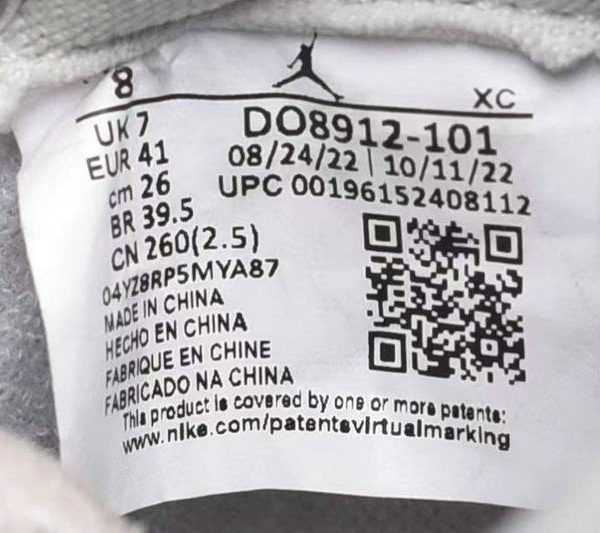 8
XC
UK 7
DO8912-101
EUR 41
08/24/22 | 10/11/22
cm 26
UPC 00196152408112
BR 39.5
CN 260(2.5)
04YZ8RP5MYA87
MADE IN CHINA
HECHO EN CHINA
FABRIQUE EN CHINE
FABRICADO NA CHINA
This product is covered by one or more patents:
www.nike.com/patentsvirtualmarking